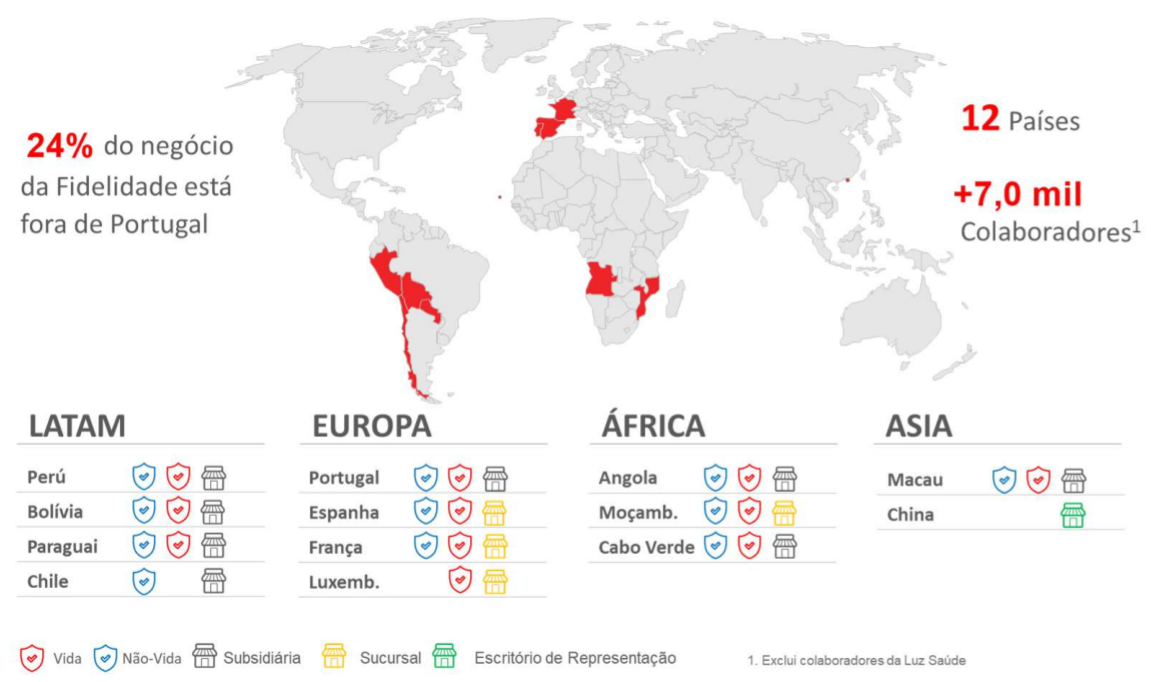 24% do negócio
da Fidelidade está
fora de Portugal
12 Países
+7,0 mil
Colaboradores¹
LATAM
Perú
Bolívia
Paraguai
Chile
EUROPA
Portugal
Espanha
França
Luxemb.
ÁFRICA
Angola
Moçamb.
Cabo Verde
ASIA
Macau
China
Vida Não-Vida Subsidiária Sucursal Escritório de Representação
1. Exclui colaboradores da Luz Saúde